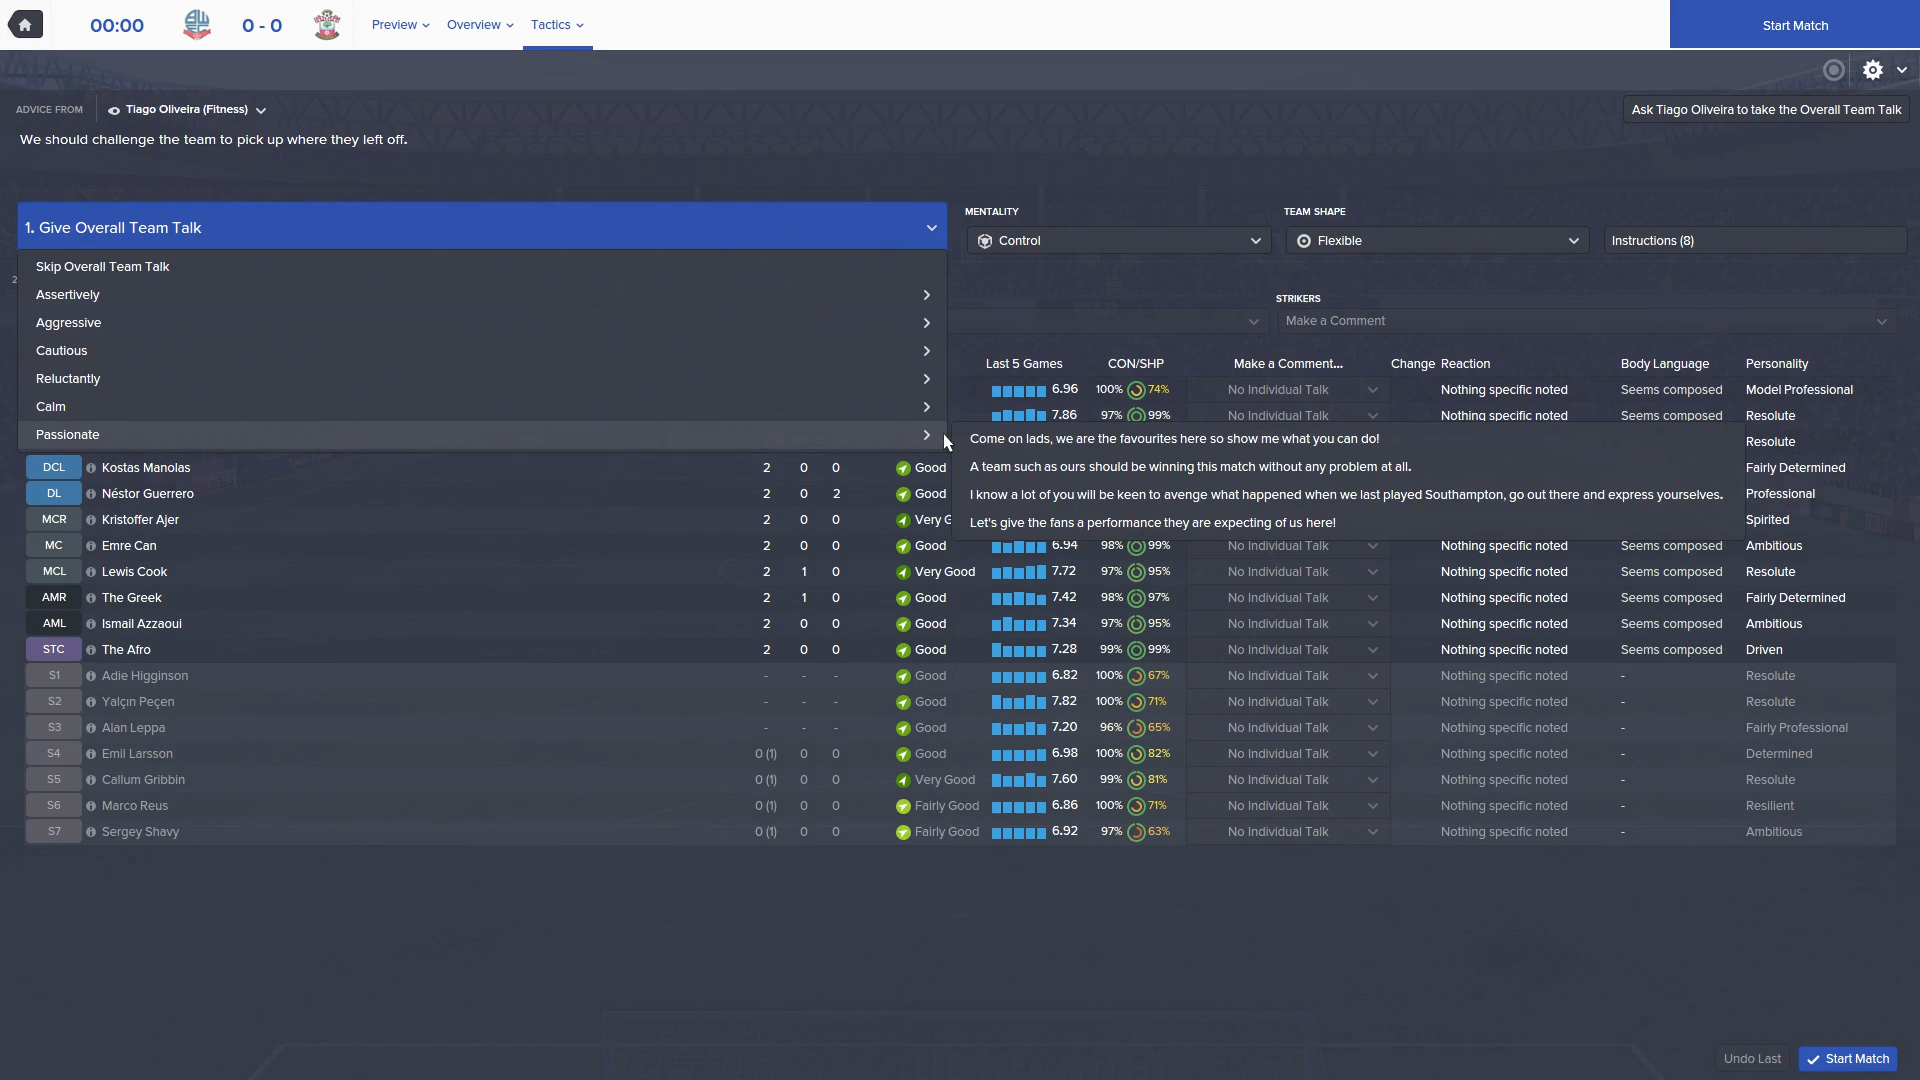 00:00 0 - 0 Preview Overview Tactics Start Match
ADVICE FROM Tiago Oliveira (Fitness) Ask Tiago Oliveira to take the Overall Team Talk
We should challenge the team to pick up where they left off.
MENTALITY TEAM SHAPE
1. Give Overall Team Talk
Control Flexible Instructions (8)
Skip Overall Team Talk
2
Assertively
STRIKERS
Aggressive Make a Comment
Cautious
Last 5 Games CON/SHP Make a Comment... Change Reaction Body Language Personality
Reluctantly 6.96 100% 74% No Individual Talk Nothing specific noted Seems composed Model Professional
Calm 7.86 97% 99% No Individual Talk Nothing specific noted Seems composed Resolute
Passionate Come on lads, we are the favourites here so show me what you can do! Resolute
DCL Kostas Manolas 2 0 0 Good A team such as ours should be winning this match without any problem at all. Fairly Determined
DL Néstor Guerrero 2 0 2 Good I know a lot of you will be keen to avenge what happened when we last played Southampton, go out there and express yourselves. Professional
MCR Kristoffer Ajer 2 0 0 Very G Let's give the fans a performance they are expecting of us here! Spirited
MC Emre Can 2 0 0 Good 6.94 98% 99% No Individual Talk Nothing specific noted Seems composed Ambitious
MCL Lewis Cook 2 1 0 Very Good 7.72 97% 95% No Individual Talk Nothing specific noted Seems composed Resolute
AMR The Greek 2 1 0 Good 7.42 98% 97% No Individual Talk Nothing specific noted Seems composed Fairly Determined
AML Ismail Azzaoui 2 0 0 Good 7.34 97% 95% No Individual Talk Nothing specific noted Seems composed Ambitious
STC The Afro 2 0 0 Good 7.28 99% 99% No Individual Talk Nothing specific noted Seems composed Driven
S1 Adie Higginson - - - Good 6.82 100% 67% No Individual Talk Nothing specific noted - Resolute
S2 Yalçın Peçen - - - Good 7.82 100% 71% No Individual Talk Nothing specific noted - Resolute
S3 Alan Leppa - - - Good 7.20 96% 65% No Individual Talk Nothing specific noted - Fairly Professional
S4 Emil Larsson 0 (1) 0 0 Good 6.98 100% 82% No Individual Talk Nothing specific noted - Determined
S5 Callum Gribbin 0 (1) 0 0 Very Good 7.60 99% 81% No Individual Talk Nothing specific noted - Resolute
S6 Marco Reus 0 (1) 0 0 Fairly Good 6.86 100% 71% No Individual Talk Nothing specific noted - Resilient
S7 Sergey Shavy 0 (1) 0 0 Fairly Good 6.92 97% 63% No Individual Talk Nothing specific noted - Ambitious
Undo Last Start Match